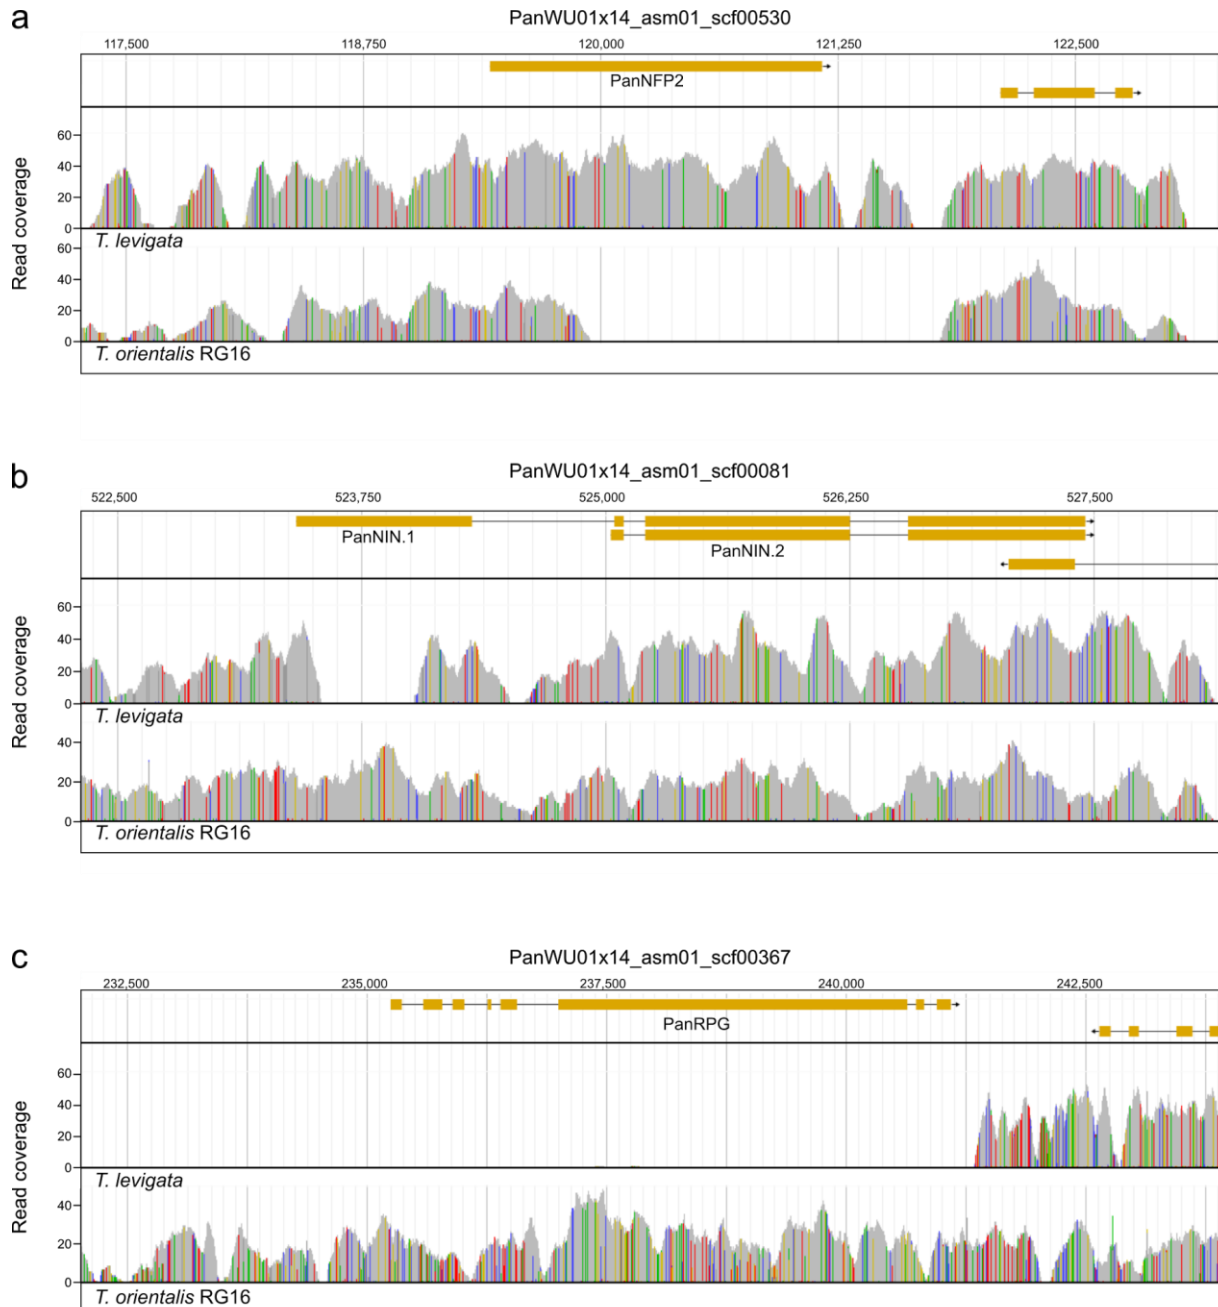 a
PanWU01x14_asm01_scf00530
117,500 118,750 120,000 121,250 122,500
PanNFP2
Read coverage
60
40
20
0
T. levigata
60
40
20
0
T. orientalis RG16
b
PanWU01x14_asm01_scf00081
522,500 523,750 525,000 526,250 527,500
PanNIN.1 PanNIN.2
Read coverage
60
40
20
0
T. levigata
40
20
0
T. orientalis RG16
c
PanWU01x14_asm01_scf00367
232,500 235,000 237,500 240,000 242,500
PanRPG
Read coverage
60
40
20
0
T. levigata
40
20
0
T. orientalis RG16